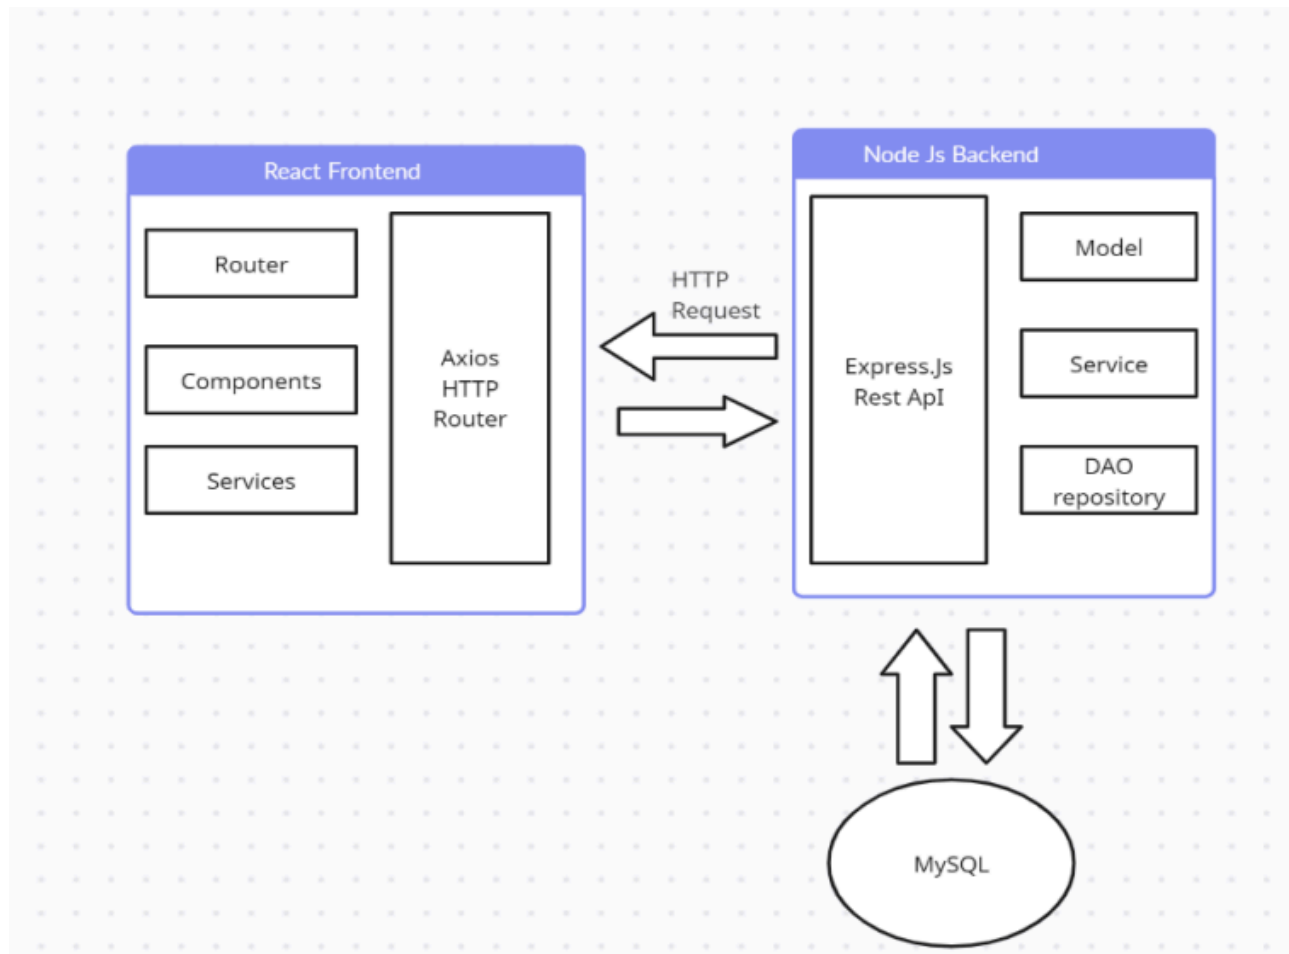 React Frontend
Router
Components
Services
Axios
HTTP
Router
HTTP
Request
Node Js Backend
Express.Js
Rest ApI
Model
Service
DAO
repository
MySQL